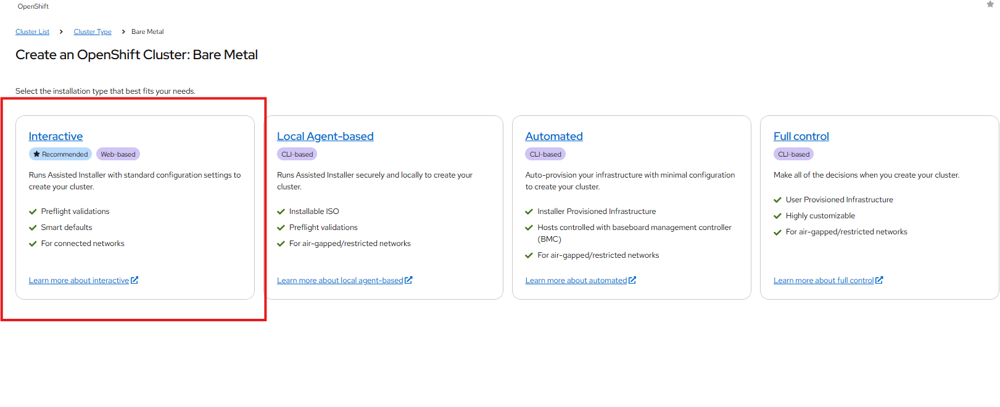 OpenShift
Cluster List > Cluster Type > Bare Metal
Create an OpenShift Cluster: Bare Metal
Select the installation type that best fits your needs.
Interactive
Recommended Web-based
Runs Assisted Installer with standard configuration settings to
create your cluster.
Preflight validations
Smart defaults
For connected networks
Learn more about interactive
Local Agent-based
CLI-based
Runs Assisted Installer securely and locally to create your
cluster.
Installable ISO
Preflight validations
For air-gapped/restricted networks
Learn more about local agent-based
Automated
CLI-based
Auto-provision your infrastructure with minimal configuration
to create your cluster.
Installer Provisioned Infrastructure
Hosts controlled with baseboard management controller
(BMC)
For air-gapped/restricted networks
Learn more about automated
Full control
CLI-based
Make all of the decisions when you create your cluster.
User Provisioned Infrastructure
Highly customizable
For air-gapped/restricted networks
Learn more about full control